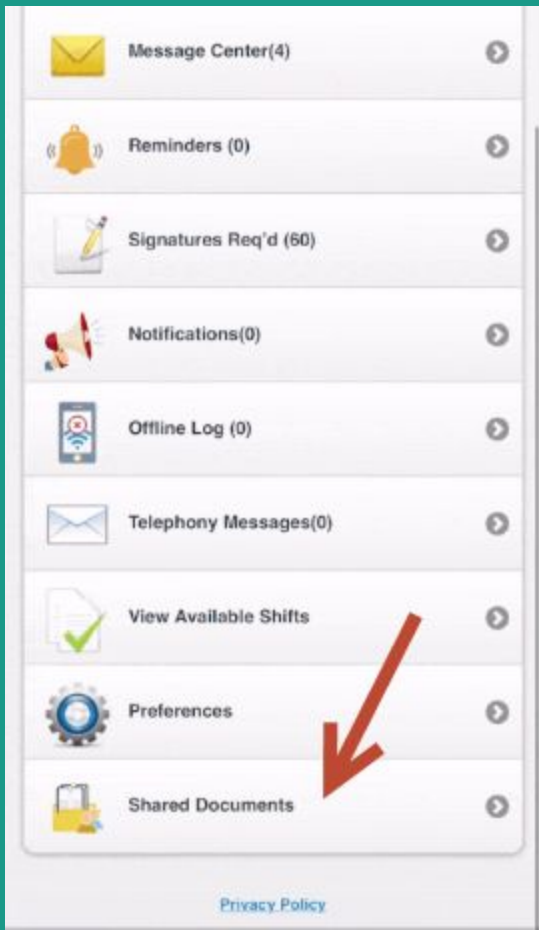 Message Center(4)
Reminders (0)
Signatures Req'd (60)
Notifications(0)
Offline Log (0)
Telephony Messages(0)
View Available Shifts
Preferences
Shared Documents
Privacy Policy